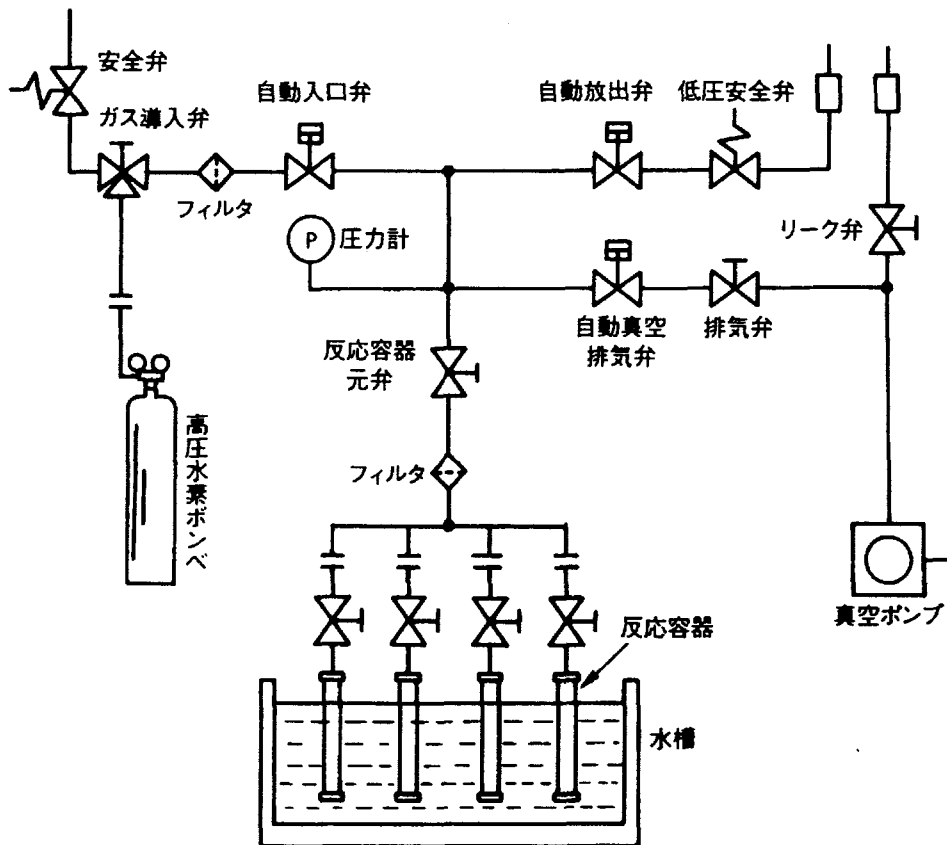 安全弁
ガス導入弁
自動入口弁
自動放出弁
低圧安全弁
フィルタ
P
圧力計
リーク弁
自動真空
排気弁
排気弁
反応容器
元弁
高圧水素ボンベ
フィルタ
真空ポンプ
反応容器
水槽